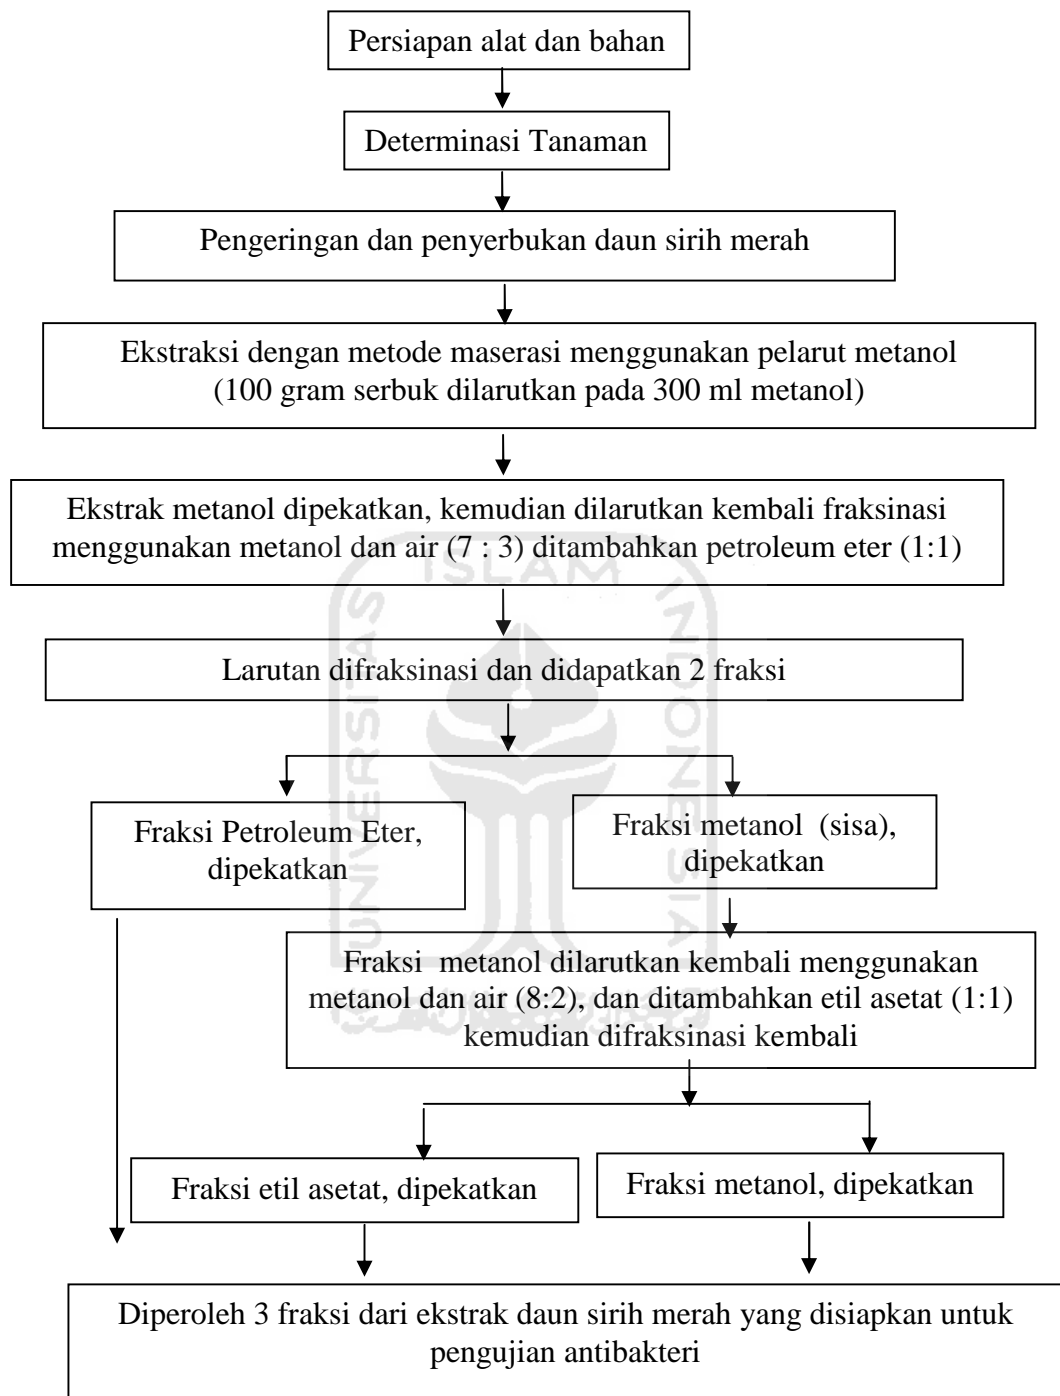 Persiapan alat dan bahan
Determinasi Tanaman
Pengeringan dan penyerbukan daun sirih merah
Ekstraksi dengan metode maserasi menggunakan pelarut metanol
(100 gram serbuk dilarutkan pada 300 ml metanol)
Ekstrak metanol dipekatkan, kemudian dilarutkan kembali fraksinasi
menggunakan metanol dan air (7 : 3) ditambahkan petroleum eter (1:1)
ISLAM
UNIVERSITAS
INDONESIA
Larutan difraksinasi dan didapatkan 2 fraksi
Fraksi Petroleum Eter,
dipekatkan
Fraksi metanol (sisa),
dipekatkan
Fraksi metanol dilarutkan kembali menggunakan
metanol dan air (8:2), dan ditambahkan etil asetat (1:1)
kemudian difraksinasi kembali
Fraksi etil asetat, dipekatkan
Fraksi metanol, dipekatkan
Diperoleh 3 fraksi dari ekstrak daun sirih merah yang disiapkan untuk
pengujian antibakteri